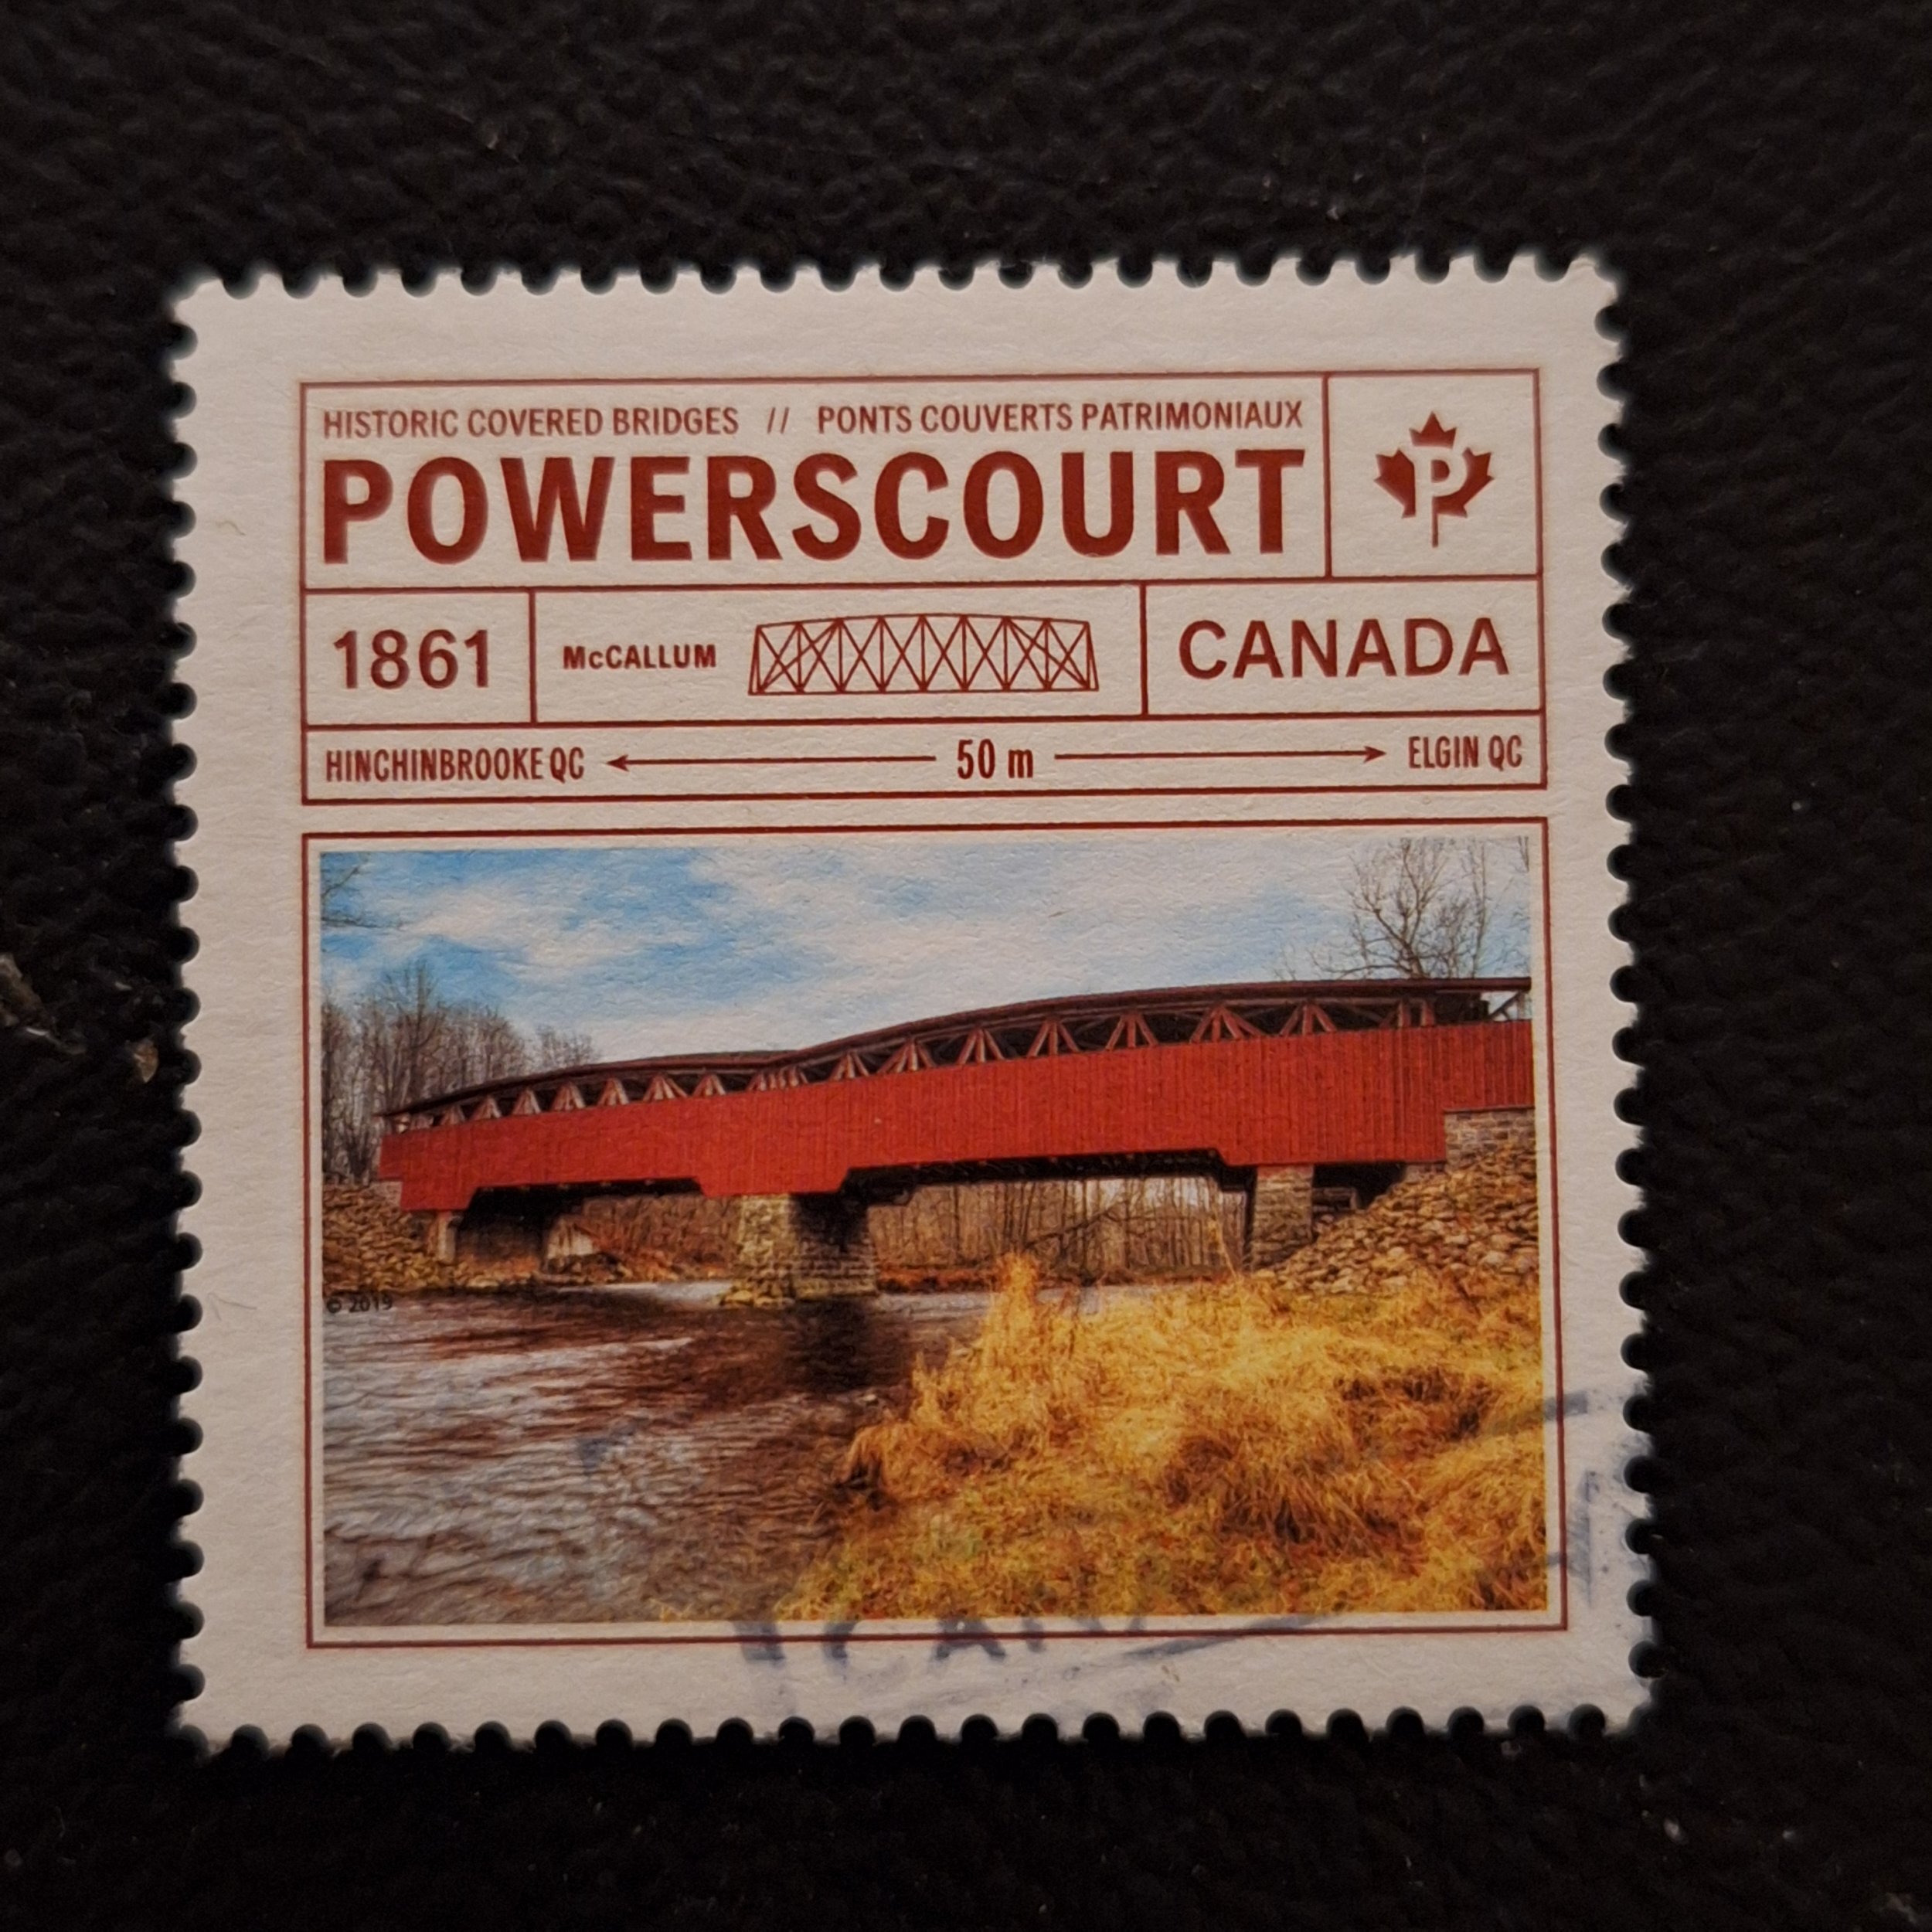 HISTORIC COVERED BRIDGES // PONTS COUVERTS PATRIMONIAUX
POWERSCOURT
P
1861
McCALLUM
CANADA
HINCHINBROOKE QC
50 m
ELGIN QC
© 2019